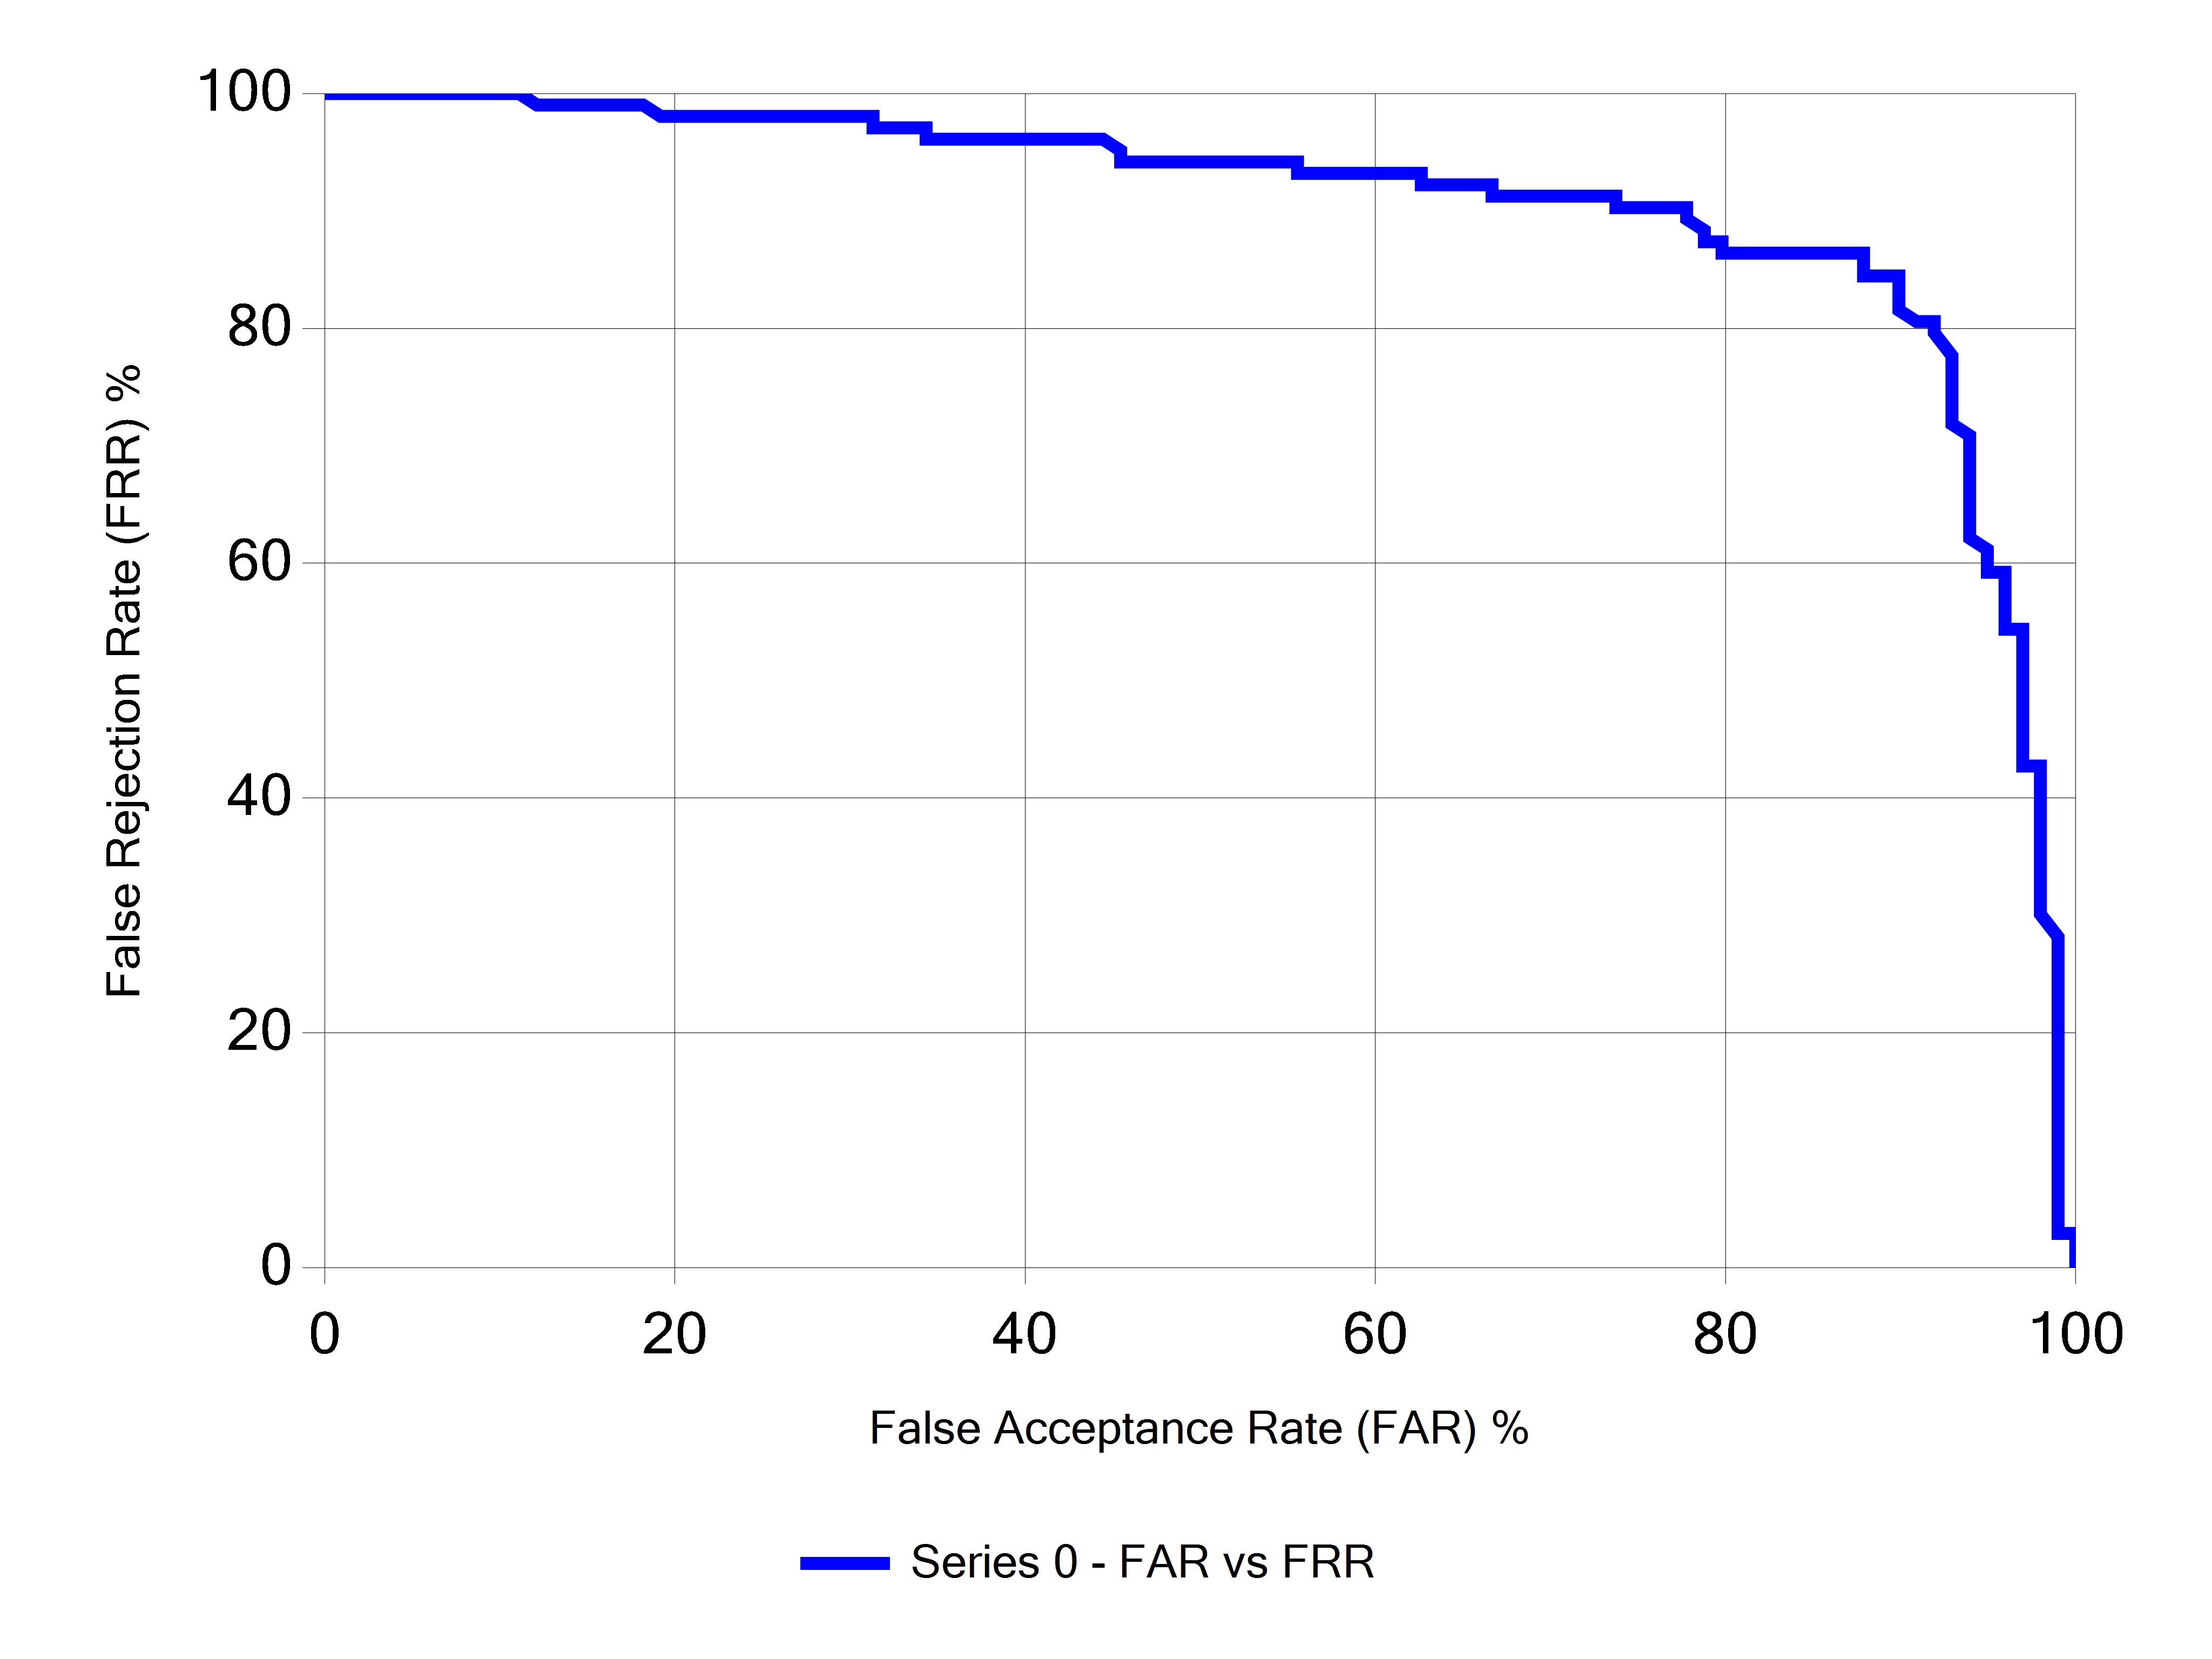 100
80
60
40
20
0
False Rejection Rate (FRR) %
0 20 40 60 80 100
False Acceptance Rate (FAR) %
Series 0 - FAR vs FRR